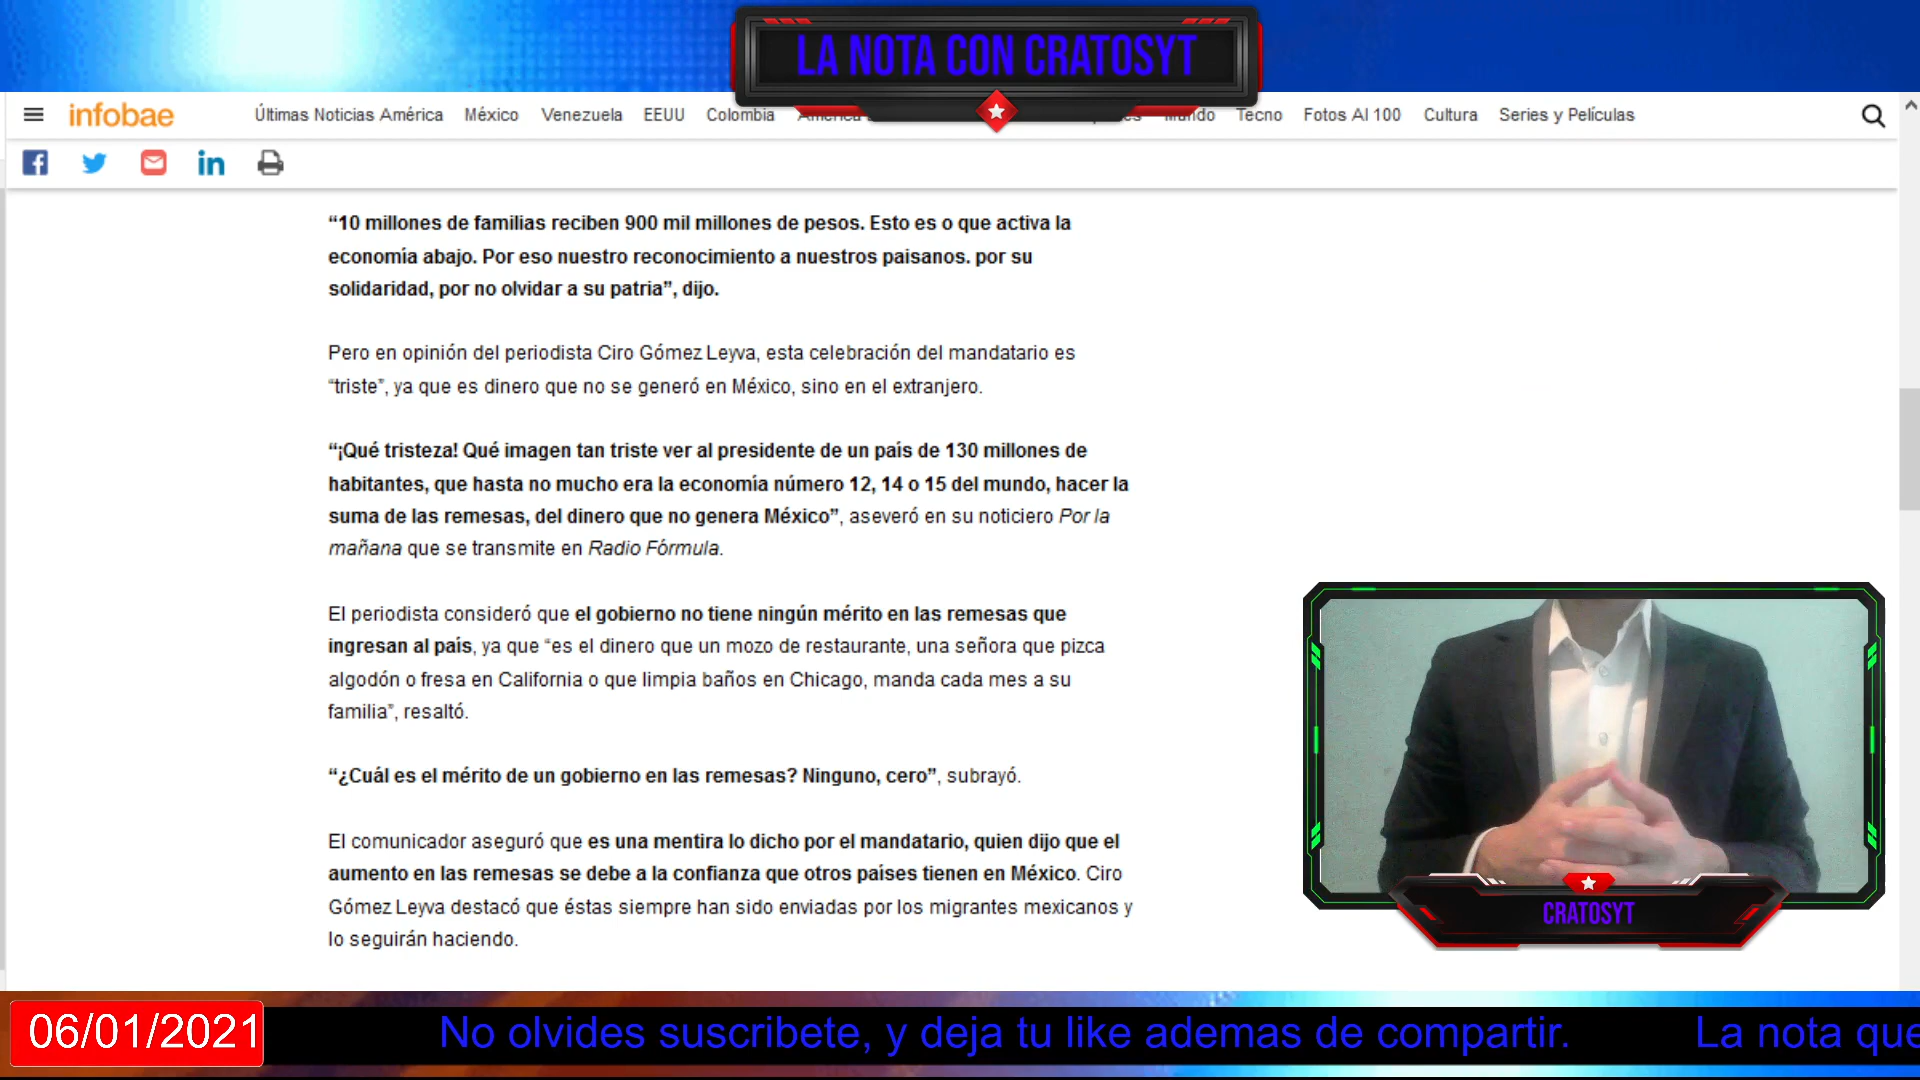 LA NOTA CON CRATOSYT
infobae
Últimas Noticias América México Venezuela EEUU Colombia Mundo Tecno Fotos Al 100 Cultura Series y Películas
“10 millones de familias reciben 900 mil millones de pesos. Esto es o que activa la
economía abajo. Por eso nuestro reconocimiento a nuestros paisanos. por su
solidaridad, por no olvidar a su patria”, dijo.
Pero en opinión del periodista Ciro Gómez Leyva, esta celebración del mandatario es
“triste”, ya que es dinero que no se generó en México, sino en el extranjero.
“¡Qué tristeza! Qué imagen tan triste ver al presidente de un país de 130 millones de
habitantes, que hasta no mucho era la economía número 12, 14 o 15 del mundo, hacer la
suma de las remesas, del dinero que no genera México”, aseveró en su noticiero Por la
mañana que se transmite en Radio Fórmula.
El periodista consideró que el gobierno no tiene ningún mérito en las remesas que
ingresan al país, ya que “es el dinero que un mozo de restaurante, una señora que pizca
algodón o fresa en California o que limpia baños en Chicago, manda cada mes a su
familia”, resaltó.
“¿Cuál es el mérito de un gobierno en las remesas? Ninguno, cero”, subrayó.
El comunicador aseguró que es una mentira lo dicho por el mandatario, quien dijo que el
aumento en las remesas se debe a la confianza que otros países tienen en México. Ciro
Gómez Leyva destacó que éstas siempre han sido enviadas por los migrantes mexicanos y
lo seguirán haciendo.
CRATOSYT
06/01/2021 No olvides suscribete, y deja tu like ademas de compartir. La nota que